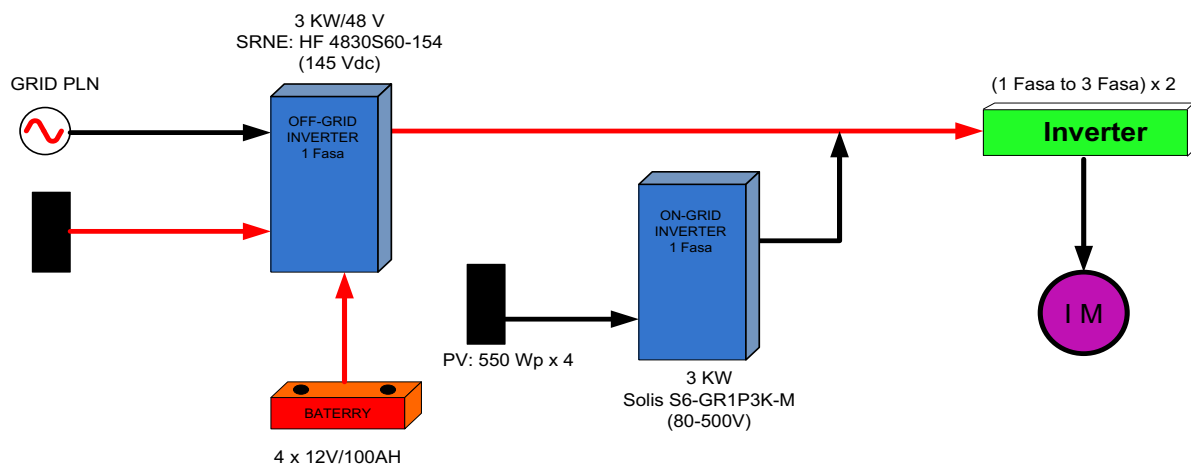 3 KW/48 V
SRNE: HF 4830S60-154
(145 Vdc)
GRID PLN
(1 Fasa to 3 Fasa) x 2
OFF-GRID
INVERTER
1 Fasa
Inverter
ON-GRID
INVERTER
1 Fasa
I M
PV: 550 Wp x 4
3 KW
Solis S6-GR1P3K-M
(80-500V)
BATERRY
4 x 12V/100AH